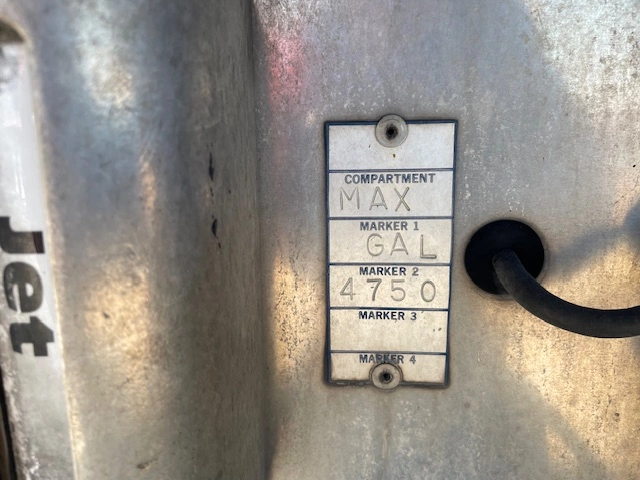 Jet
COMPARTMENT
MAX
MARKER 1
GAL
MARKER 2
4750
MARKER 3
MARKER 4